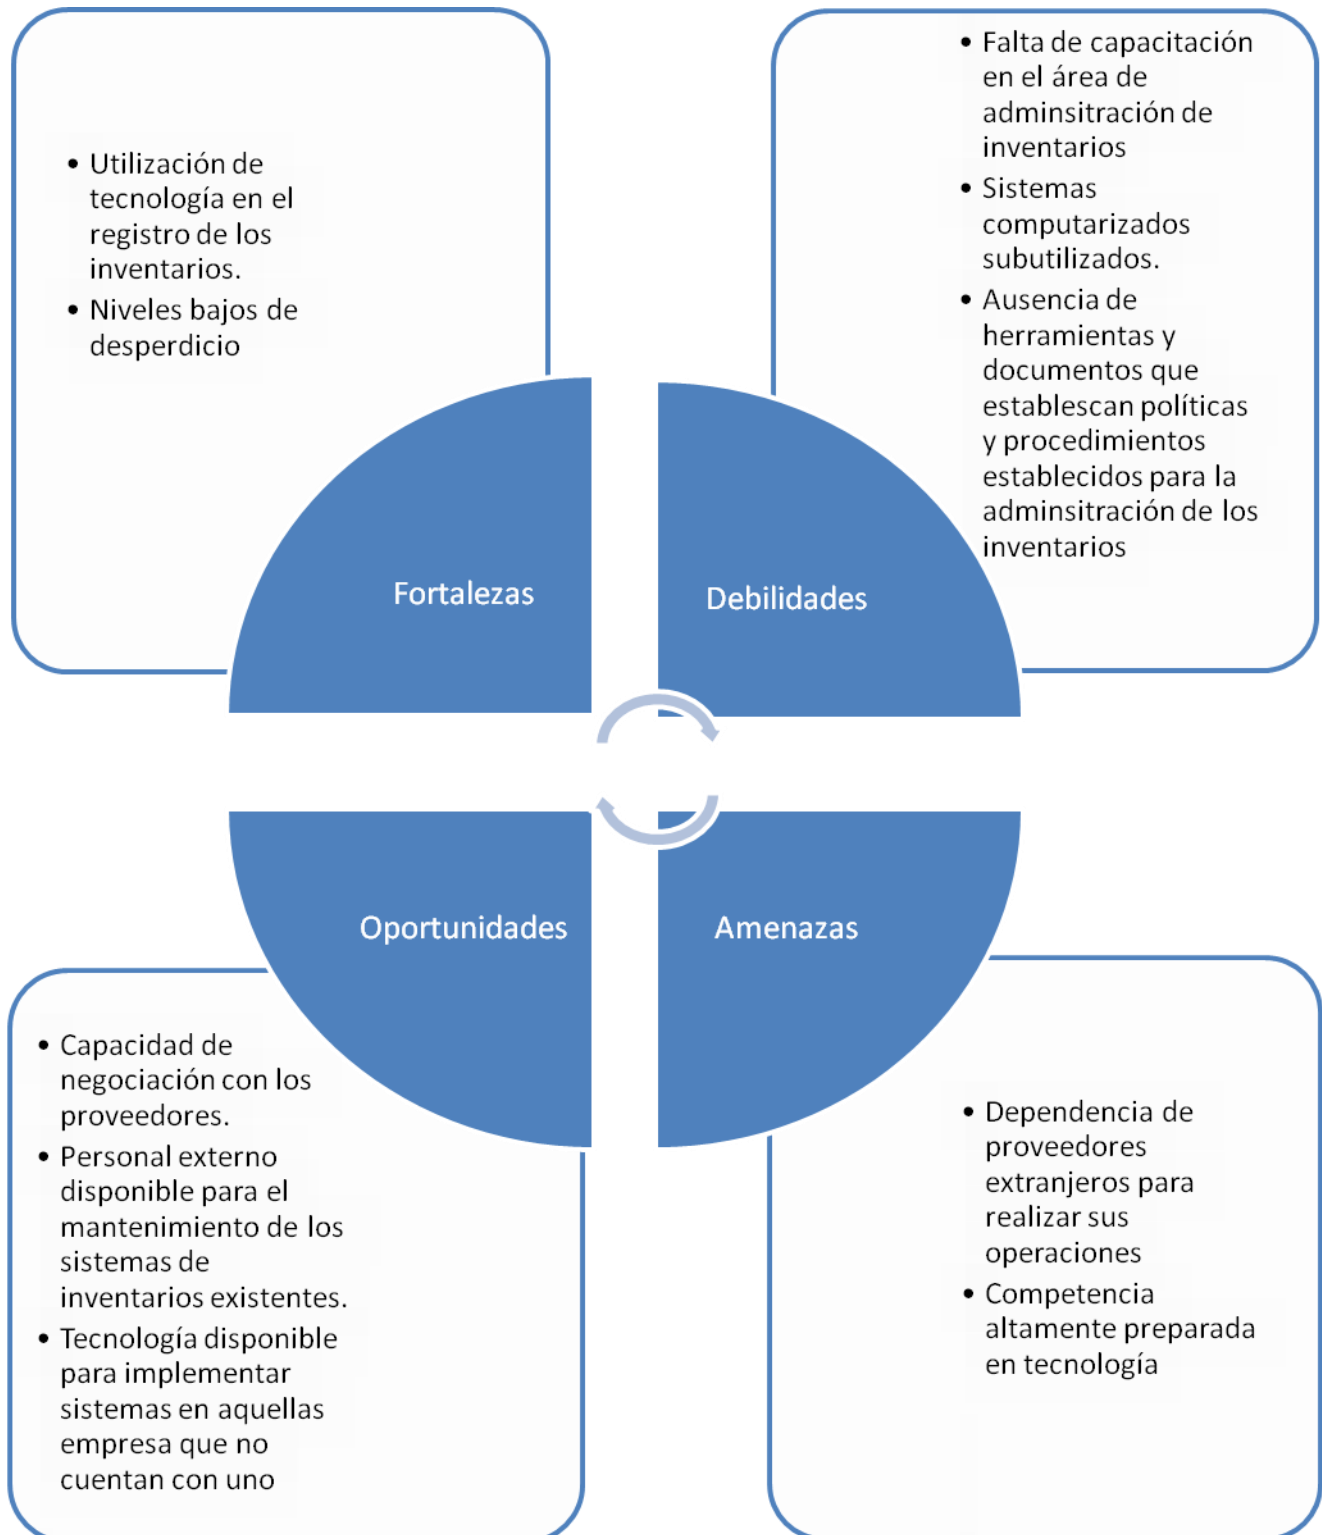 • Utilización de
tecnología en el
registro de los
inventarios.
• Niveles bajos de
desperdicio
Fortalezas
• Falta de capacitación
en el área de
adminsitración de
inventarios
• Sistemas
computarizados
subutilizados.
• Ausencia de
herramientas y
documentos que
establescan políticas
y procedimientos
establecidos para la
adminsitración de los
inventarios
Debilidades
Oportunidades
• Capacidad de
negociación con los
proveedores.
• Personal externo
disponible para el
mantenimiento de los
sistemas de
inventarios existentes.
• Tecnología disponible
para implementar
sistemas en aquellas
empresa que no
cuentan con uno
Amenazas
• Dependencia de
proveedores
extranjeros para
realizar sus
operaciones
• Competencia
altamente preparada
en tecnología